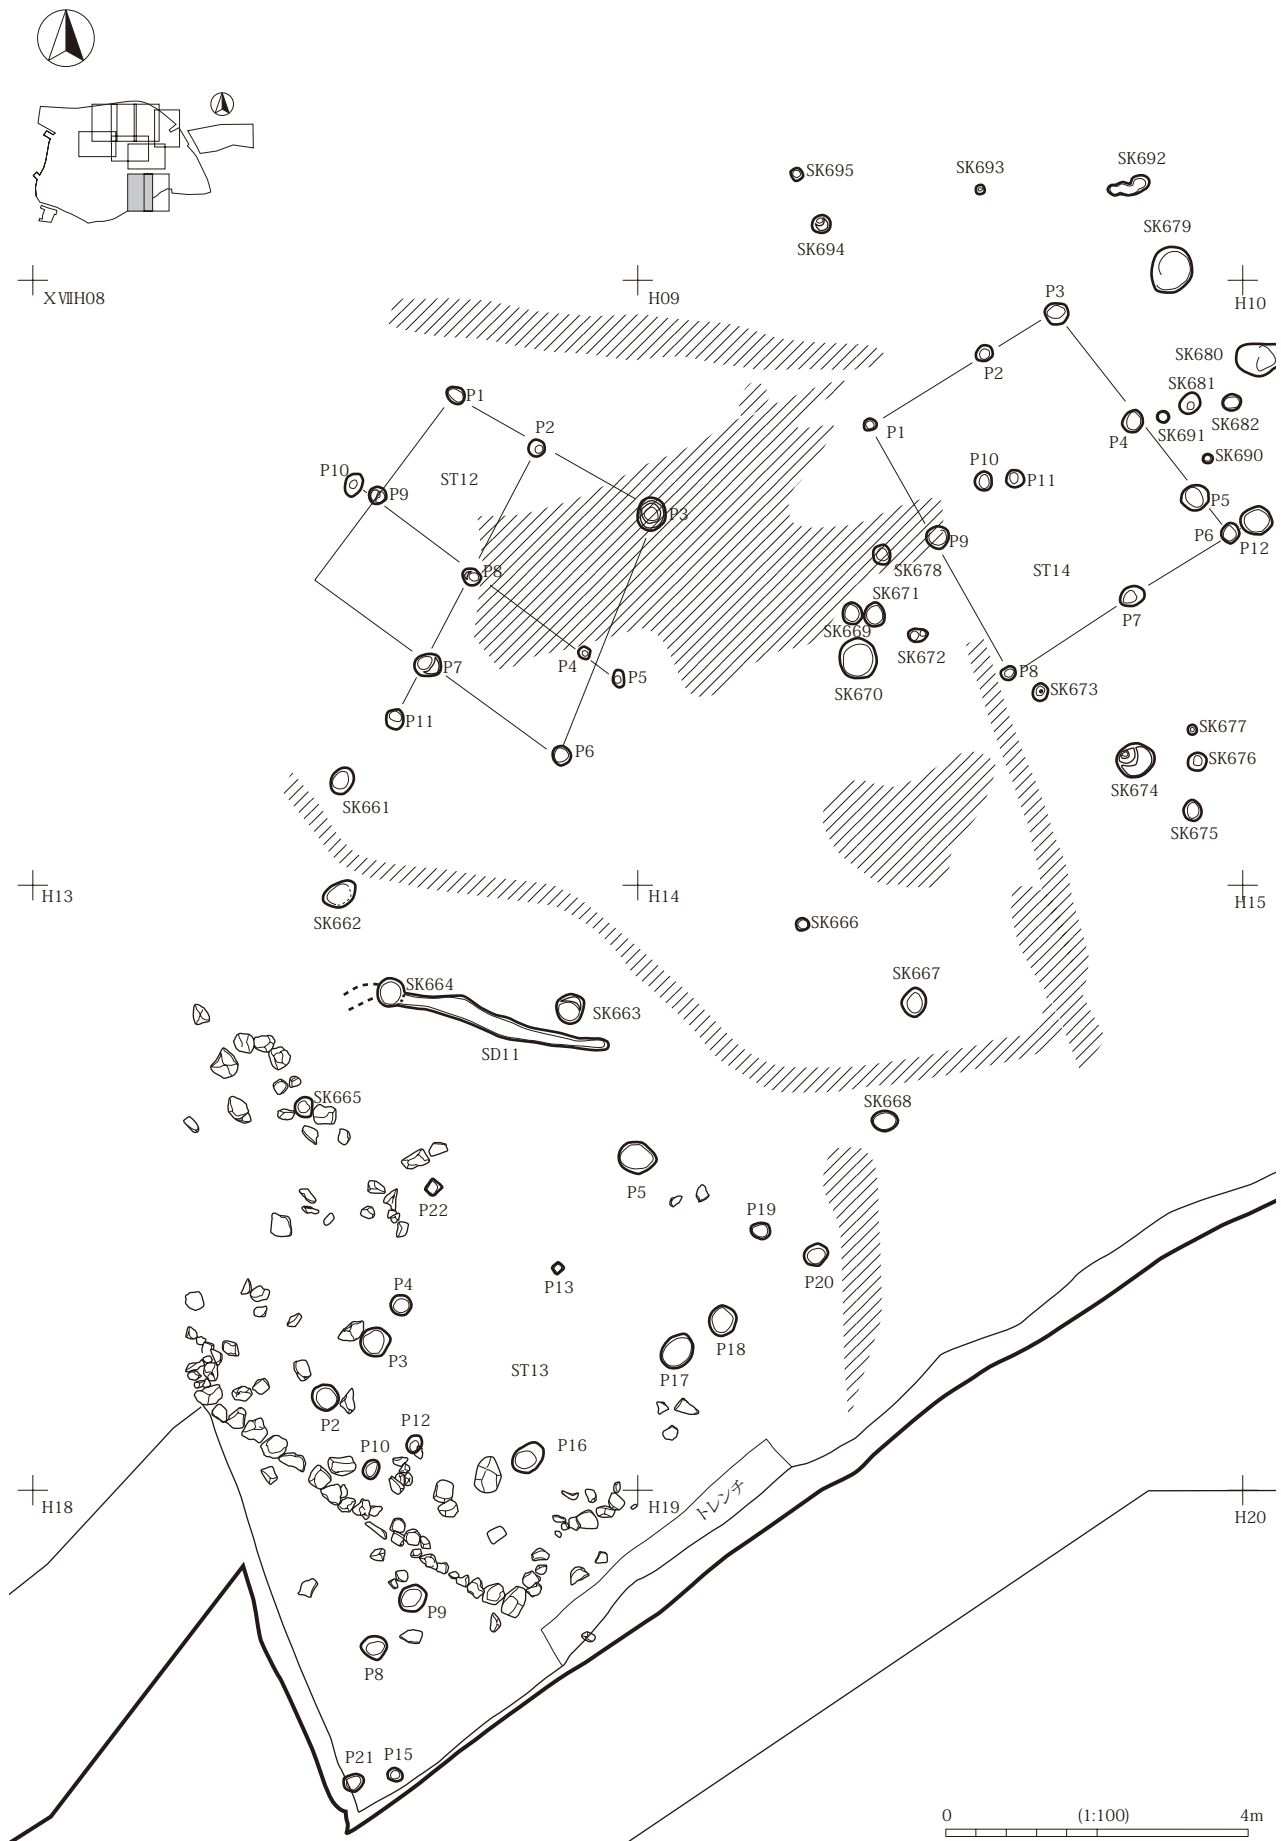 SK695
SK693
SK692
SK694
SK679
XVIIH08
H09
H10
P3
P2
SK680
SK681
P1
P2
P1
P4
SK691
SK682
P10
P9
ST12
P10
P11
SK690
P3
P5
P9
P6
P12
SK678
ST14
P8
SK671
SK669
P7
SK672
P7
P4
P5
SK670
P8
SK673
P11
P6
SK677
SK676
SK661
SK674
SK675
H13
H14
H15
SK662
SK666
SK664
SK667
SK663
SD11
SK665
SK668
P5
P22
P19
P13
P20
P4
P3
ST13
P18
P17
P2
P12
P10
P16
トレンチ
H18
H19
H20
P9
P8
P21
P15
0 (1:100) 4m